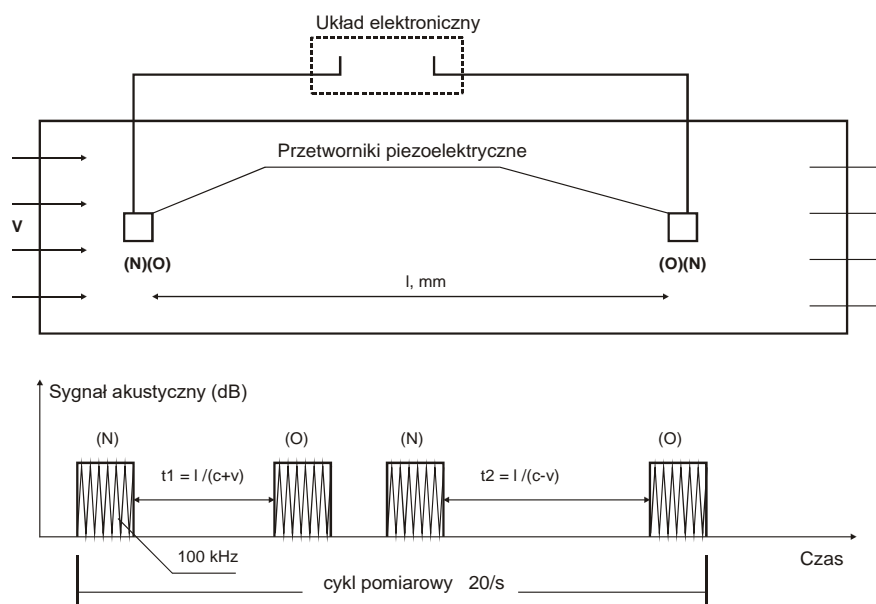 Układ elektroniczny
Przetworniki piezoelektryczne
V
(N)(O)
(O)(N)
l, mm
Sygnał akustyczny (dB)
(N)
(O)
(N)
(O)
t1 = l /(c+v)
t2 = l /(c-v)
100 kHz
Czas
cykl pomiarowy 20/s